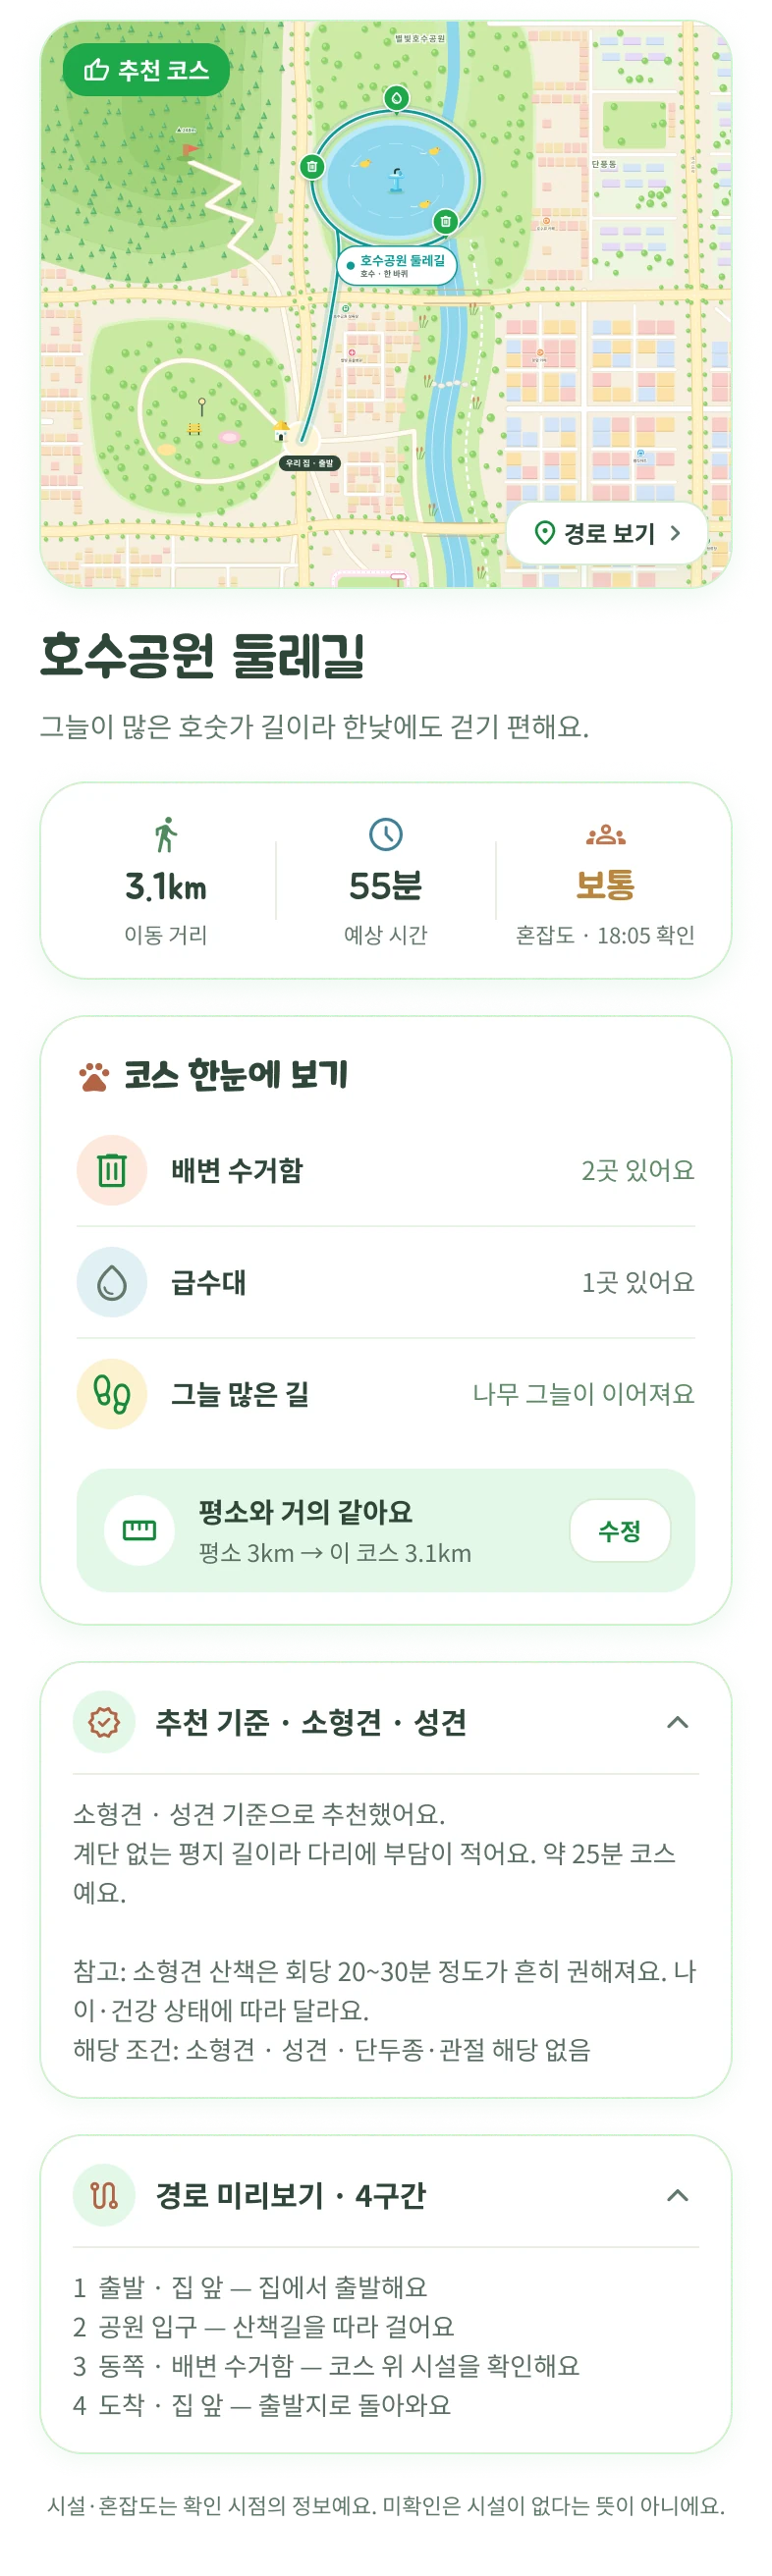 추천 코스
별빛호수공원
단풍동
호수공원 둘레길
호수 · 한 바퀴
우리 집 · 출발
경로 보기
호수공원 둘레길
그늘이 많은 호숫가 길이라 한낮에도 걷기 편해요.
3.1km
이동 거리
55분
예상 시간
보통
혼잡도 · 18:05 확인
코스 한눈에 보기
배변 수거함
2곳 있어요
급수대
1곳 있어요
그늘 많은 길
나무 그늘이 이어져요
평소와 거의 같아요
평소 3km → 이 코스 3.1km
수정
추천 기준 · 소형견 · 성견
소형견 · 성견 기준으로 추천했어요.
계단 없는 평지 길이라 다리에 부담이 적어요. 약 25분 코스
예요.
참고: 소형견 산책은 회당 20~30분 정도가 흔히 권해져요. 나
이·건강 상태에 따라 달라요.
해당 조건: 소형견 · 성견 · 단두종·관절 해당 없음
경로 미리보기 · 4구간
1 출발 · 집 앞 — 집에서 출발해요
2 공원 입구 — 산책길을 따라 걸어요
3 동쪽 · 배변 수거함 — 코스 위 시설을 확인해요
4 도착 · 집 앞 — 출발지로 돌아와요
시설·혼잡도는 확인 시점의 정보예요. 미확인은 시설이 없다는 뜻이 아니에요.